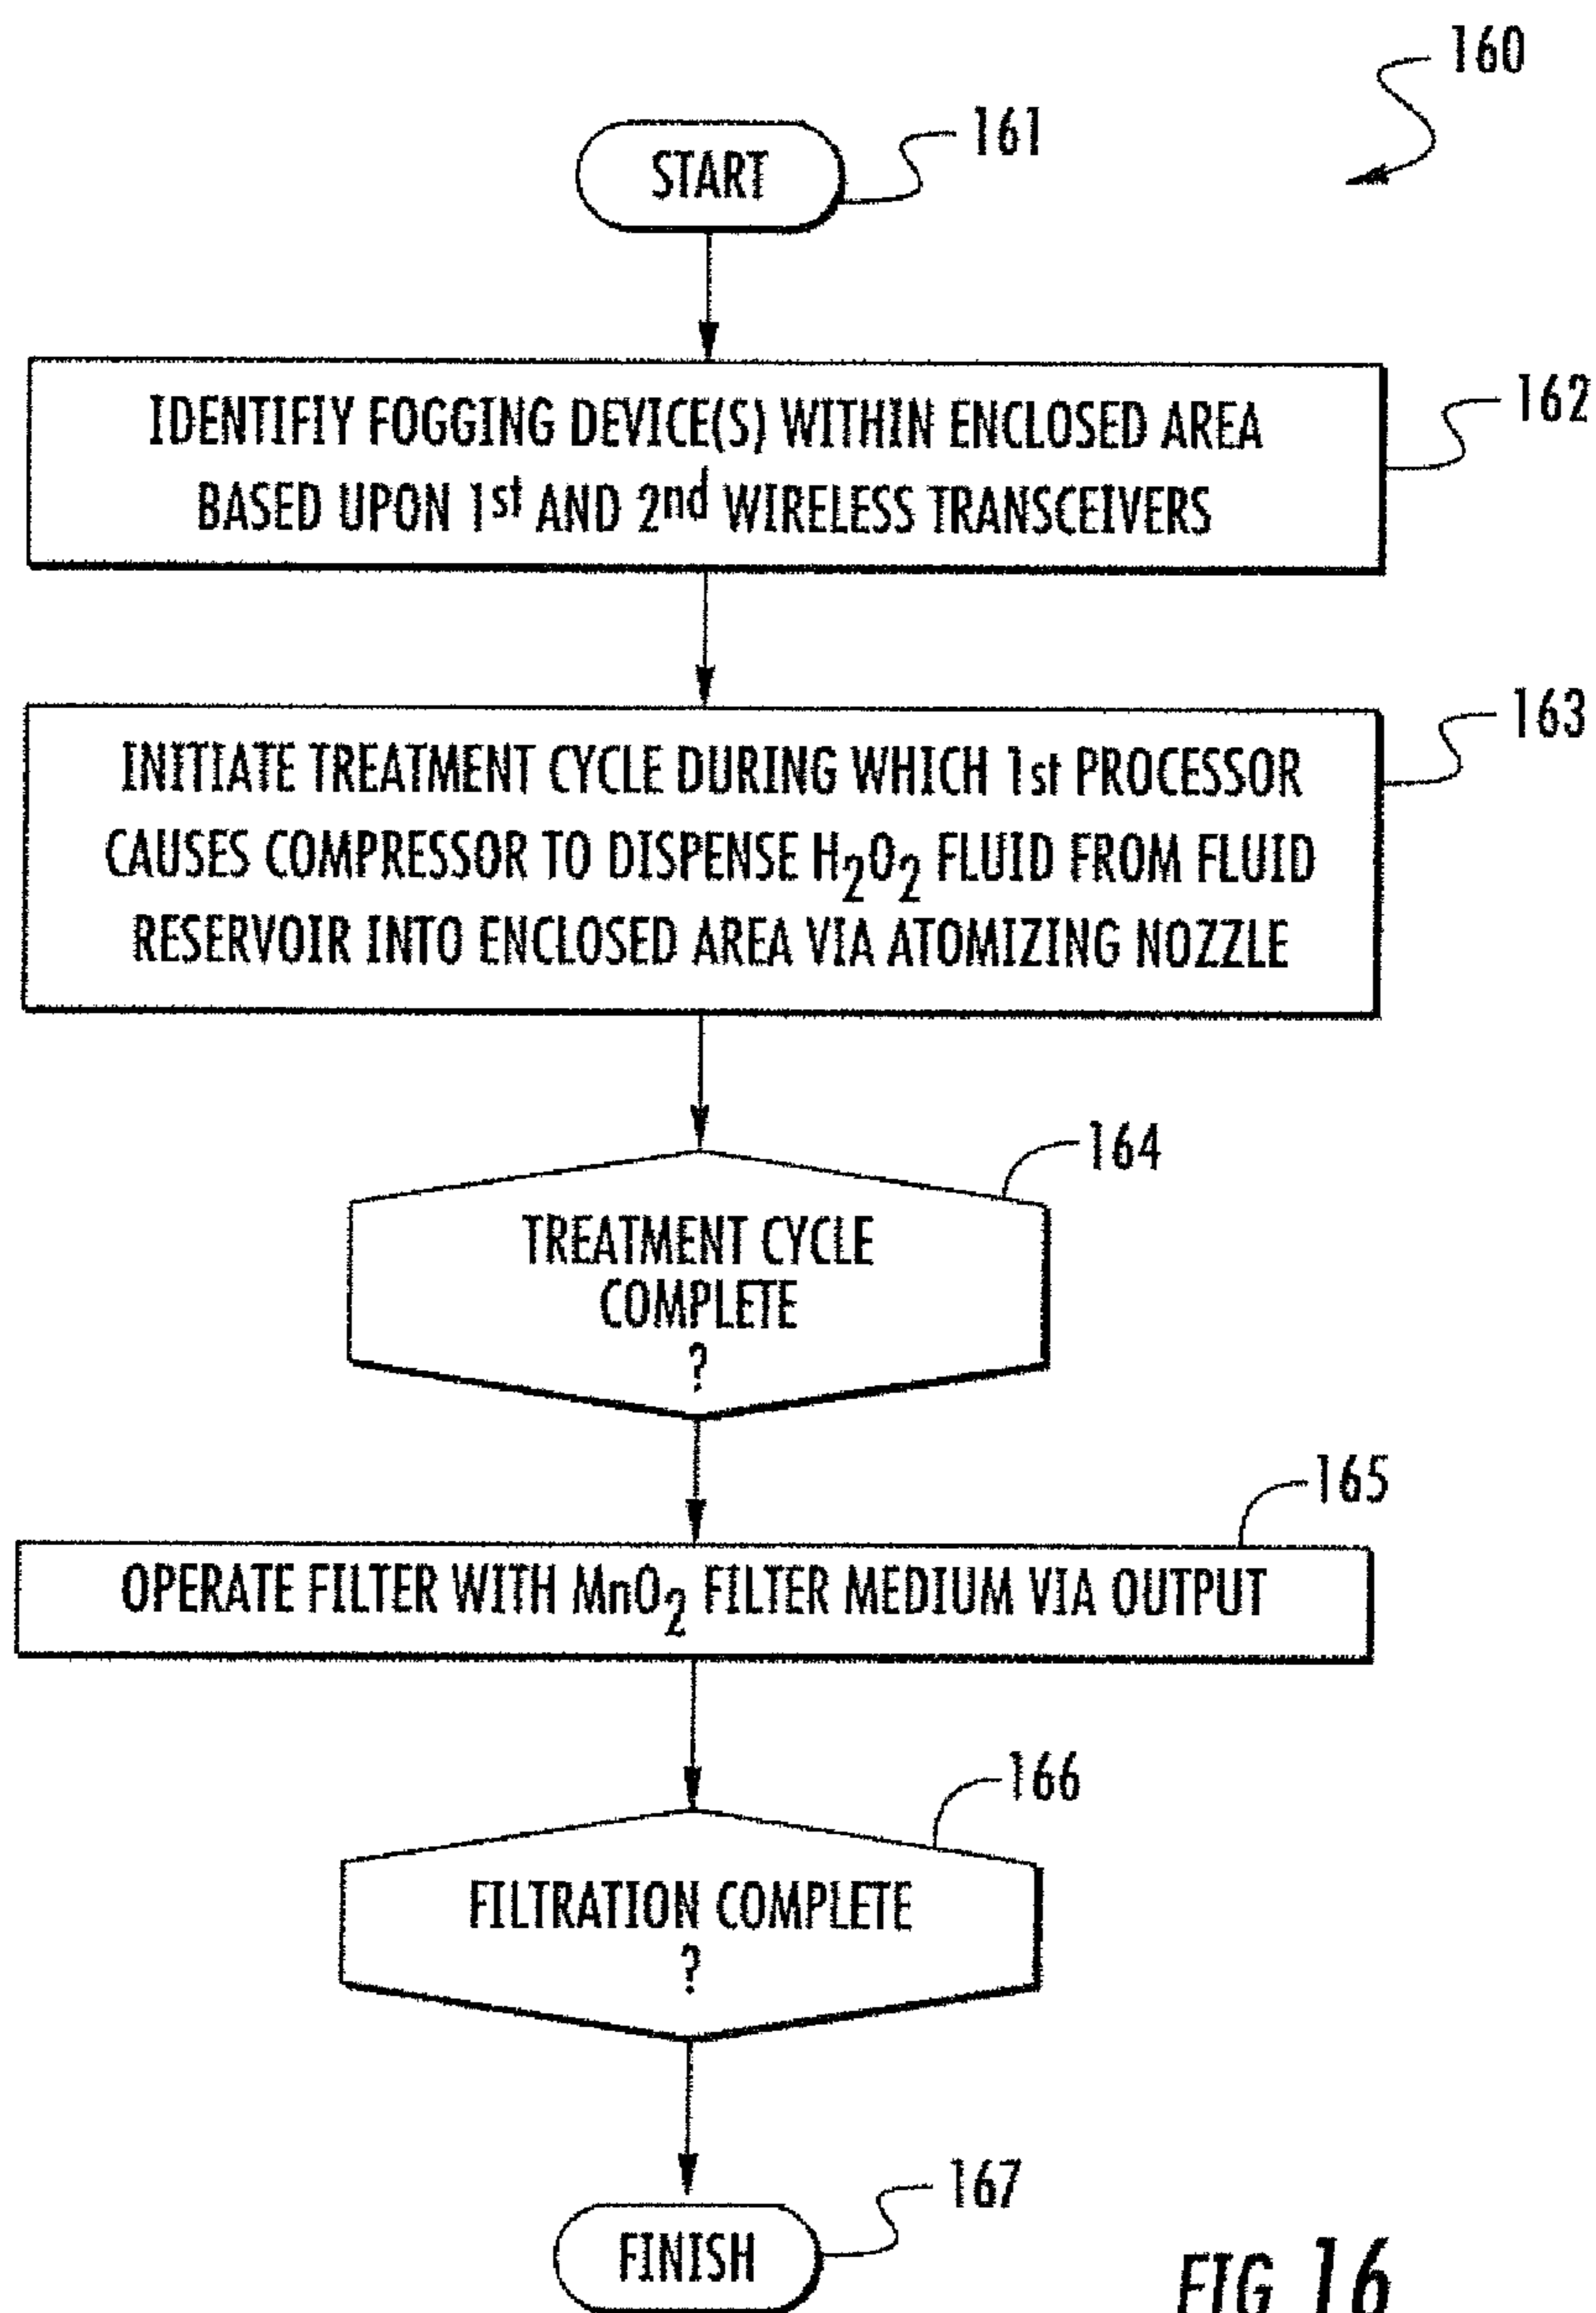 160
START
161
IDENTIFIY FOGGING DEVICE(S) WITHIN ENCLOSED AREA
BASED UPON 1st AND 2nd WIRELESS TRANSCEIVERS
162
INITIATE TREATMENT CYCLE DURING WHICH 1st PROCESSOR
CAUSES COMPRESSOR TO DISPENSE H₂O₂ FLUID FROM FLUID
RESERVOIR INTO ENCLOSED AREA VIA ATOMIZING NOZZLE
163
TREATMENT CYCLE
COMPLETE
?
164
OPERATE FILTER WITH MnO₂ FILTER MEDIUM VIA OUTPUT
165
FILTRATION COMPLETE
?
166
FINISH
167
FIG 16